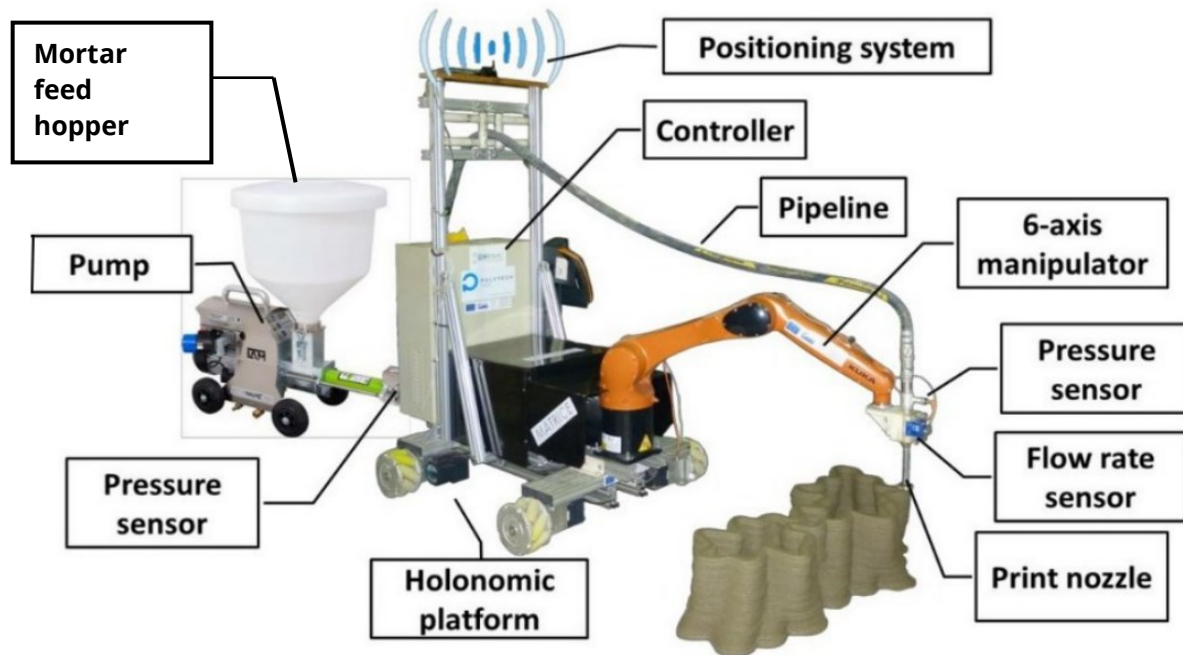 Mortar
feed
hopper
Positioning system
Controller
Pipeline
6-axis
manipulator
Pump
Pressure
sensor
Flow rate
sensor
Print nozzle
Pressure
sensor
Holonomic
platform
POLYTECH
MATRICE
KUKA